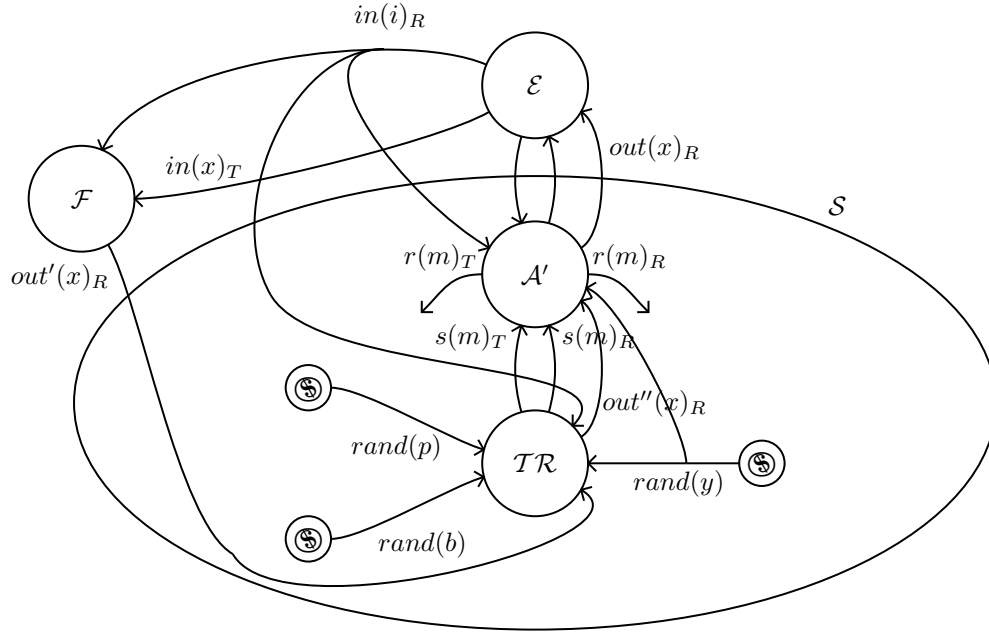 in(i)_R
ℰ
out(x)_R
in(x)_T
ℱ
𝒮
r(m)_T
r(m)_R
out′(x)_R
𝒜′
s(m)_T
s(m)_R
$
out′′(x)_R
rand(p)
𝒯ℛ
$
rand(y)
$
rand(b)